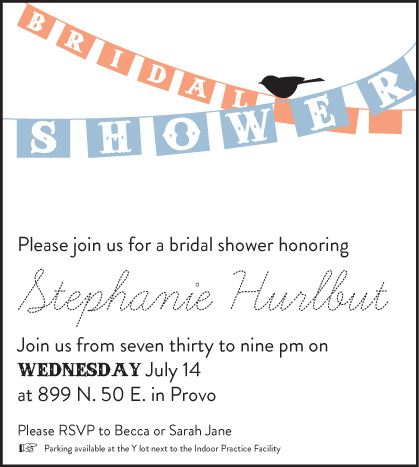 BRIDAL
SHOWER
Please join us for a bridal shower honoring
Stephanie Hurlbut
Join us from seven thirty to nine pm on
WEDNESDAY July 14
at 899 N. 50 E. in Provo
Please RSVP to Becca or Sarah Jane
Parking available at the Y lot next to the Indoor Practice Facility